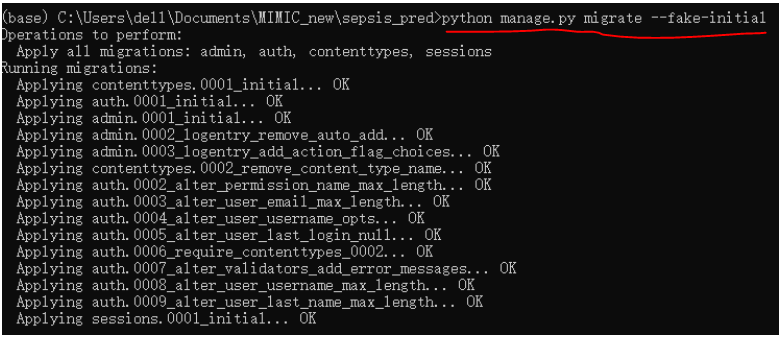 (base) C:\Users\dell\Documents\MIMIC_new\sepsis_pred>python manage.py migrate --fake-initial
Operations to perform:
  Apply all migrations: admin, auth, contenttypes, sessions
Running migrations:
  Applying contenttypes.0001_initial... OK
  Applying auth.0001_initial... OK
  Applying admin.0001_initial... OK
  Applying admin.0002_logentry_remove_auto_add... OK
  Applying admin.0003_logentry_add_action_flag_choices... OK
  Applying contenttypes.0002_remove_content_type_name... OK
  Applying auth.0002_alter_permission_name_max_length... OK
  Applying auth.0003_alter_user_email_max_length... OK
  Applying auth.0004_alter_user_username_opts... OK
  Applying auth.0005_alter_user_last_login_null... OK
  Applying auth.0006_require_contenttypes_0002... OK
  Applying auth.0007_alter_validators_add_error_messages... OK
  Applying auth.0008_alter_user_username_max_length... OK
  Applying auth.0009_alter_user_last_name_max_length... OK
  Applying sessions.0001_initial... OK